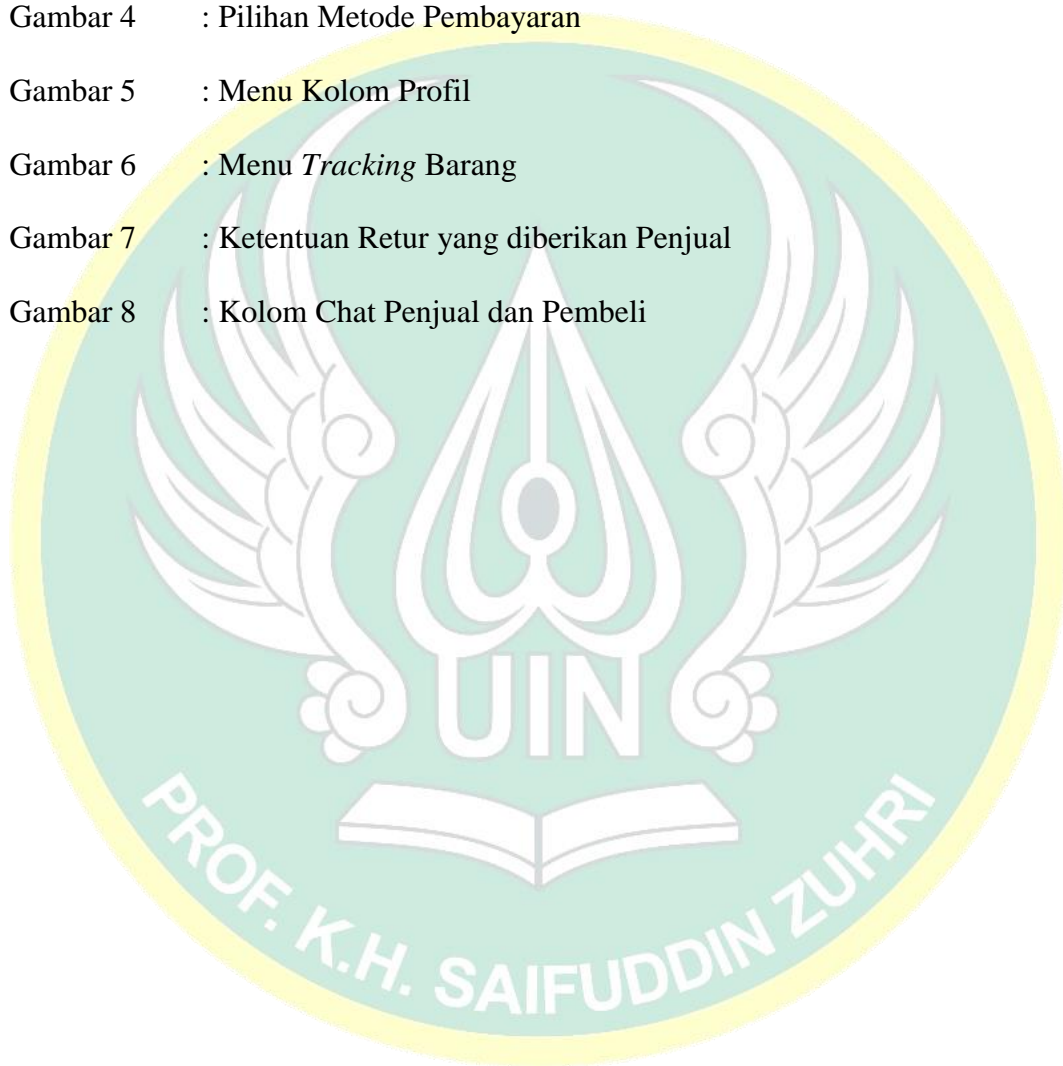 Gambar 4 : Pilihan Metode Pembayaran
Gambar 5 : Menu Kolom Profil
Gambar 6 : Menu Tracking Barang
Gambar 7 : Ketentuan Retur yang diberikan Penjual
Gambar 8 : Kolom Chat Penjual dan Pembeli
UIN
PROF. K.H. SAIFUDDIN ZUHRI